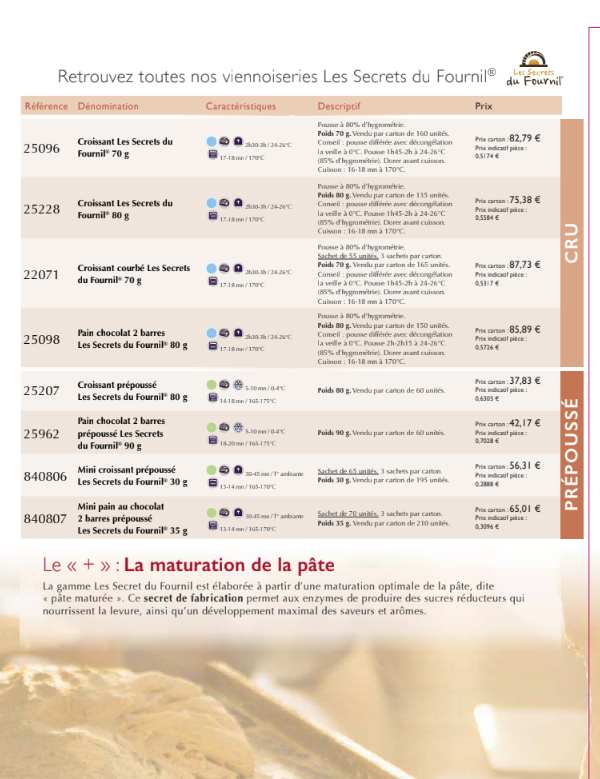 Retrouvez toutes nos viennoiseries Les Secrets du Fournil®
Les Secrets
du Fournil
Référence Dénomination Caractéristiques Descriptif Prix
25096
Croissant Les Secrets du
Fournil® 70 g
2h30-3h / 24-26°C
17-18 mn / 170°C
Pousse à 80% d'hygrométrie.
Poids 70 g. Vendu par carton de 160 unités.
Conseil : pousse différée avec décongélation
la veille à 0°C. Pousse 1h45-2h à 24-26°C
(85% d'hygrométrie). Dorer avant cuisson.
Cuisson : 16-18 mn à 170°C.
Prix carton : 82,79 €
Prix indicatif pièce :
0,5174 €
25228
Croissant Les Secrets du
Fournil® 80 g
2h30-3h / 24-26°C
17-18 mn / 170°C
Pousse à 80% d'hygrométrie.
Poids 80 g. Vendu par carton de 135 unités.
Conseil : pousse différée avec décongélation
la veille à 0°C. Pousse 1h45-2h à 24-26°C
(85% d'hygrométrie). Dorer avant cuisson.
Cuisson : 16-18 mn à 170°C.
Prix carton : 75,38 €
Prix indicatif pièce :
0,5584 €
22071
Croissant courbé Les Secrets
du Fournil® 70 g
2h30-3h / 24-26°C
17-18 mn / 170°C
Pousse à 80% d'hygrométrie.
Sachet de 55 unités, 3 sachets par carton.
Poids 70 g. Vendu par carton de 165 unités.
Conseil : pousse différée avec décongélation
la veille à 0°C. Pousse 1h45-2h à 24-26°C
(85% d'hygrométrie). Dorer avant cuisson.
Cuisson : 16-18 mn à 170°C.
Prix carton : 87,73 €
Prix indicatif pièce :
0,5317 €
25098
Pain chocolat 2 barres
Les Secrets du Fournil® 80 g
2h30-3h / 24-26°C
17-18 mn / 170°C
Pousse à 80% d'hygrométrie.
Poids 80 g. Vendu par carton de 150 unités.
Conseil : pousse différée avec décongélation
la veille à 0°C. Pousse 2h-2h15 à 24-26°C
(85% d'hygrométrie). Dorer avant cuisson.
Cuisson : 16-18 mn à 170°C.
Prix carton : 85,89 €
Prix indicatif pièce :
0,5726 €
CRU
25207
Croissant prépoussé
Les Secrets du Fournil® 80 g
5-10 mn / 0-4°C
14-18 mn / 165-175°C
Poids 80 g. Vendu par carton de 60 unités.
Prix carton : 37,83 €
Prix indicatif pièce :
0,6305 €
25962
Pain chocolat 2 barres
prépoussé Les Secrets
du Fournil® 90 g
5-10 mn / 0-4°C
18-20 mn / 165-175°C
Poids 90 g. Vendu par carton de 60 unités.
Prix carton : 42,17 €
Prix indicatif pièce :
0,7028 €
840806
Mini croissant prépoussé
Les Secrets du Fournil® 30 g
30-45 mn / T° ambiante
13-14 mn / 165-170°C
Sachet de 65 unités, 3 sachets par carton.
Poids 30 g. Vendu par carton de 195 unités.
Prix carton : 56,31 €
Prix indicatif pièce :
0,2888 €
840807
Mini pain au chocolat
2 barres prépoussé
Les Secrets du Fournil® 35 g
30-45 mn / T° ambiante
13-14 mn / 165-170°C
Sachet de 70 unités, 3 sachets par carton.
Poids 35 g. Vendu par carton de 210 unités.
Prix carton : 65,01 €
Prix indicatif pièce :
0,3096 €
PRÉPOUSSÉ
Le « + » : La maturation de la pâte
La gamme Les Secret du Fournil est élaborée à partir d'une maturation optimale de la pâte, dite
« pâte maturée ». Ce secret de fabrication permet aux enzymes de produire des sucres réducteurs qui
nourrissent la levure, ainsi qu'un développement maximal des saveurs et arômes.